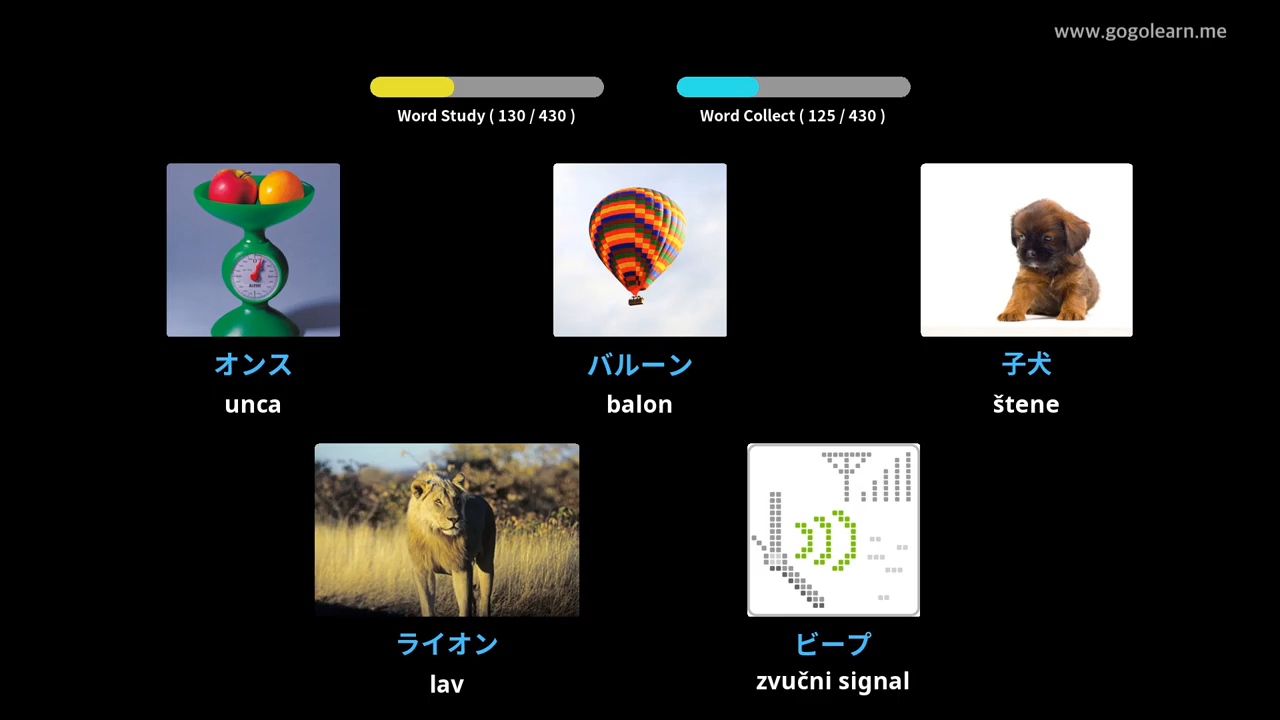 www.gogolearn.me
Word Study ( 130 / 430 )
Word Collect ( 125 / 430 )
オンス
unca
バルーン
balon
子犬
štene
ライオン
lav
ビープ
zvučni signal